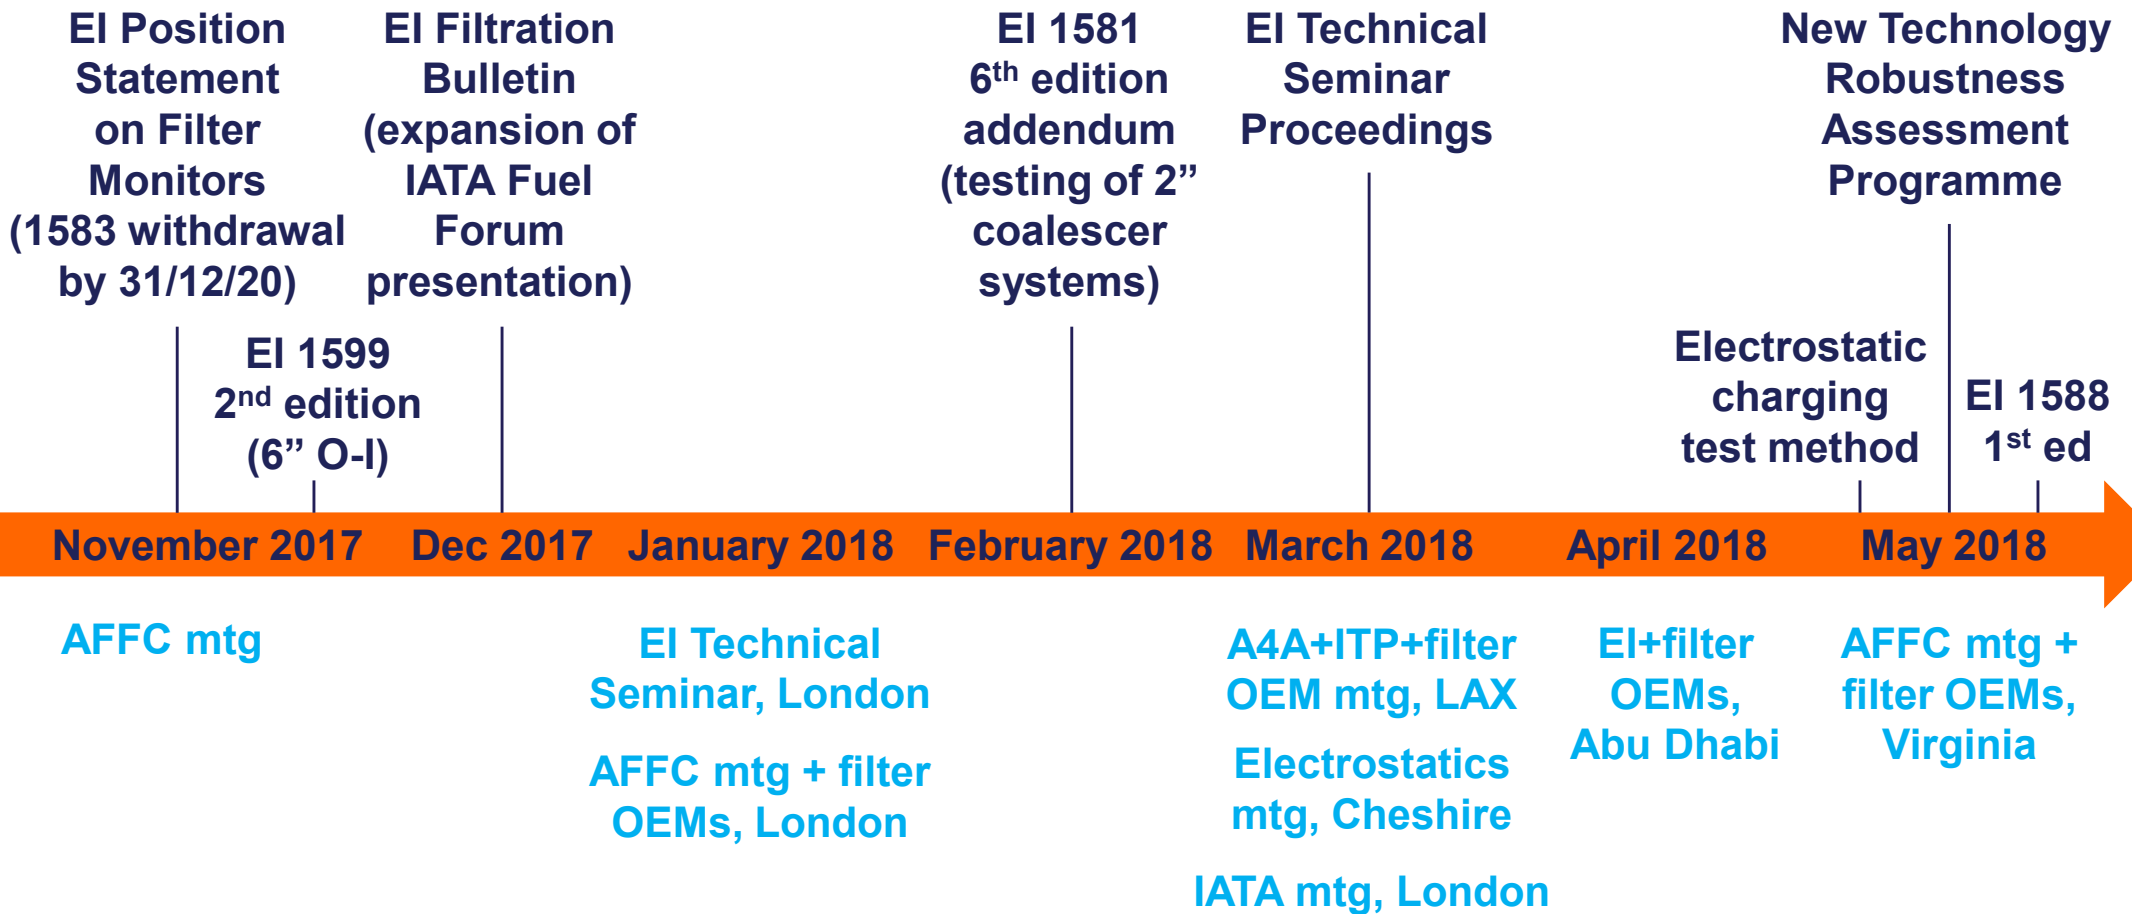 EI Position
Statement
on Filter
Monitors
(1583 withdrawal
by 31/12/20)
EI 1599
2nd edition
(6” O-I)
EI Filtration
Bulletin
(expansion of
IATA Fuel
Forum
presentation)
EI 1581
6th edition
addendum
(testing of 2”
coalescer
systems)
EI Technical
Seminar
Proceedings
Electrostatic
charging
test method
New Technology
Robustness
Assessment
Programme
EI 1588
1st ed
November 2017
Dec 2017
January 2018
February 2018
March 2018
April 2018
May 2018
AFFC mtg
EI Technical
Seminar, London
AFFC mtg + filter
OEMs, London
A4A+ITP+filter
OEM mtg, LAX
Electrostatics
mtg, Cheshire
IATA mtg, London
EI+filter
OEMs,
Abu Dhabi
AFFC mtg +
filter OEMs,
Virginia